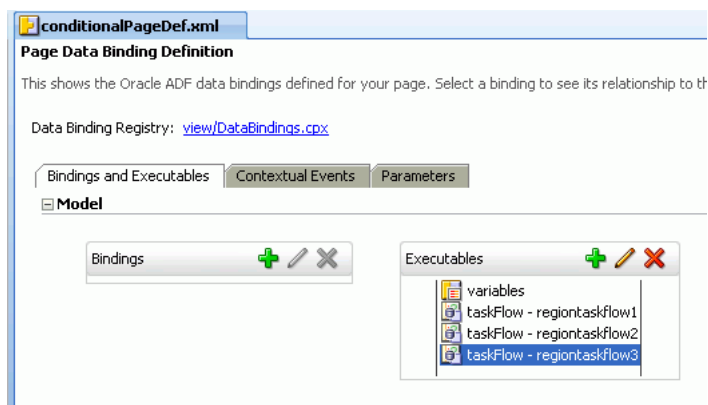 conditionalPageDef.xml
Page Data Binding Definition
This shows the Oracle ADF data bindings defined for your page. Select a binding to see its relationship to th
Data Binding Registry: view/DataBindings.cpx
Bindings and Executables Contextual Events Parameters
Model
Bindings Executables
variables
taskFlow - regiontaskflow1
taskFlow - regiontaskflow2
taskFlow - regiontaskflow3